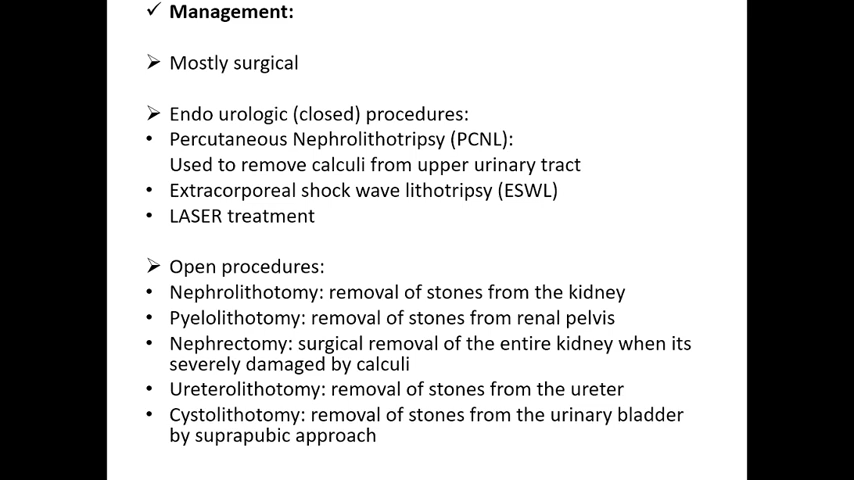 ✓ Management:
➢ Mostly surgical
➢ Endo urologic (closed) procedures:
• Percutaneous Nephrolithotripsy (PCNL):
Used to remove calculi from upper urinary tract
• Extracorporeal shock wave lithotripsy (ESWL)
• LASER treatment
➢ Open procedures:
• Nephrolithotomy: removal of stones from the kidney
• Pyelolithotomy: removal of stones from renal pelvis
• Nephrectomy: surgical removal of the entire kidney when its
severely damaged by calculi
• Ureterolithotomy: removal of stones from the ureter
• Cystolithotomy: removal of stones from the urinary bladder
by suprapubic approach